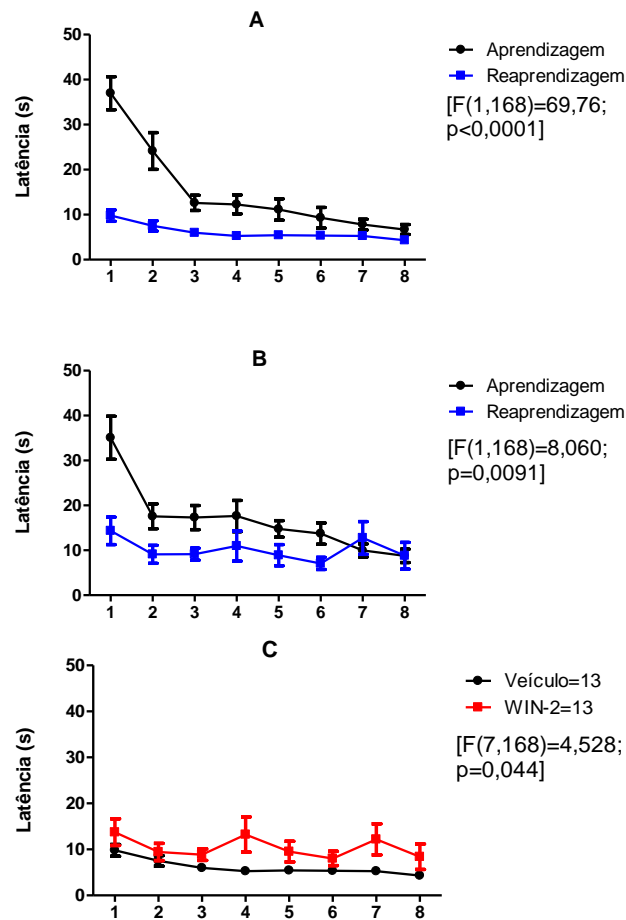 A
50
40
30
20
10
0
Latência (s)
1 2 3 4 5 6 7 8
Aprendizagem
Reaprendizagem
[F(1,168)=69,76;
p<0,0001]
B
50
40
30
20
10
0
Latência (s)
1 2 3 4 5 6 7 8
Aprendizagem
Reaprendizagem
[F(1,168)=8,060;
p=0,0091]
C
50
40
30
20
10
0
Latência (s)
1 2 3 4 5 6 7 8
Veículo=13
WIN-2=13
[F(7,168)=4,528;
p=0,044]